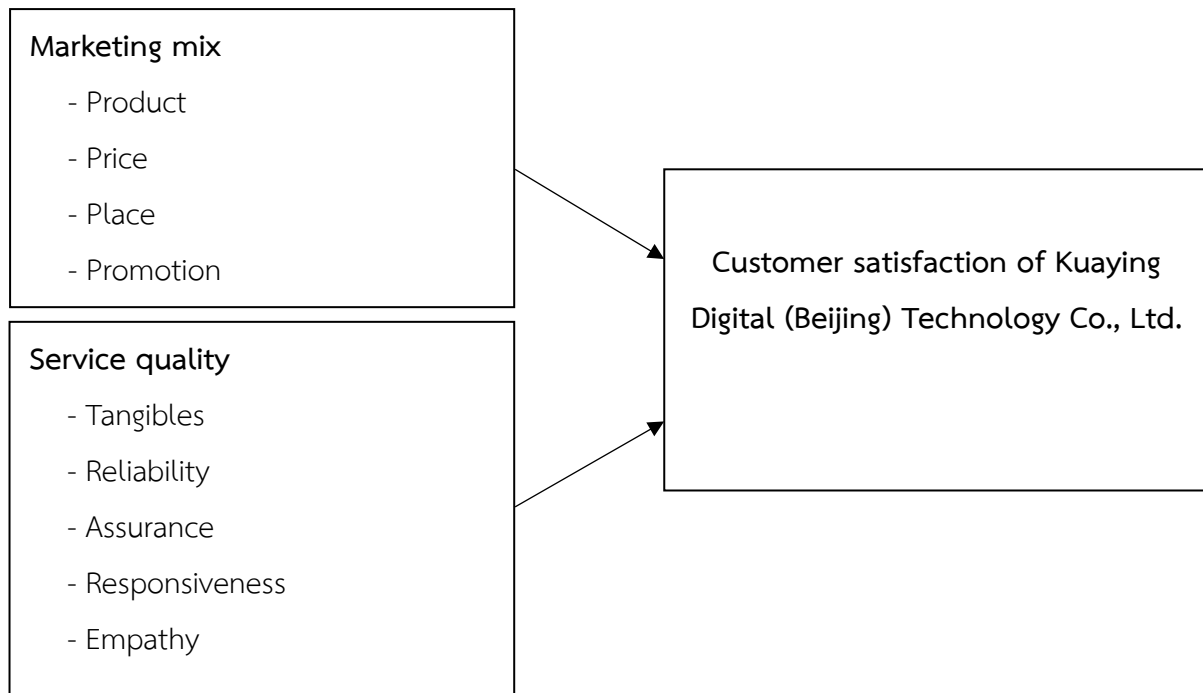 Marketing mix
- Product
- Price
- Place
- Promotion
Service quality
- Tangibles
- Reliability
- Assurance
- Responsiveness
- Empathy
Customer satisfaction of Kuaying
Digital (Beijing) Technology Co., Ltd.